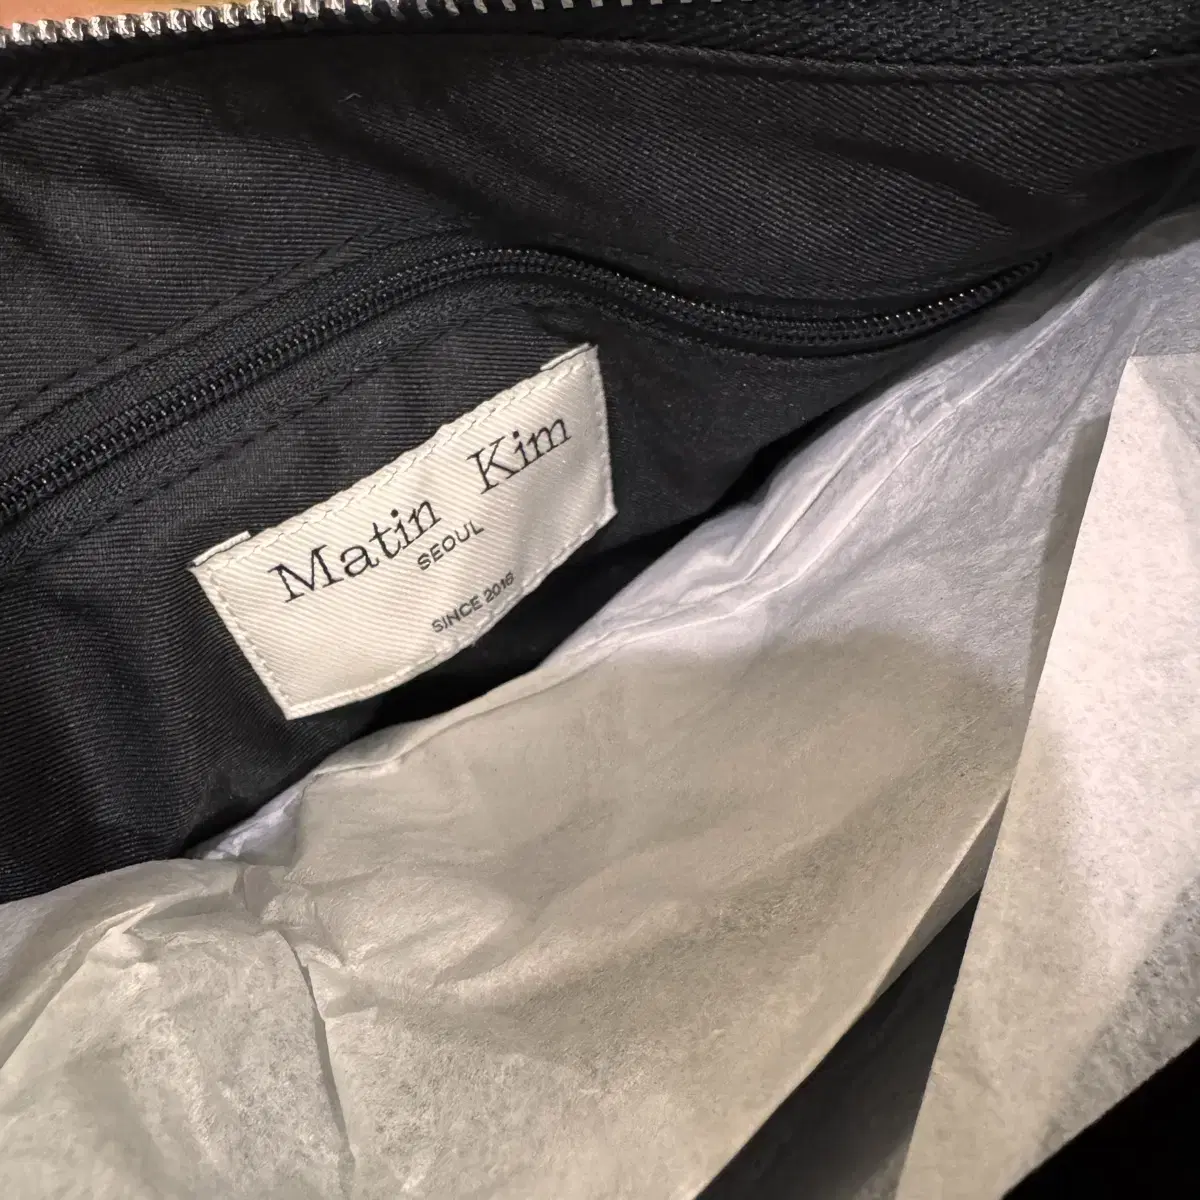 Matin Kim
SEOUL
SINCE 2016